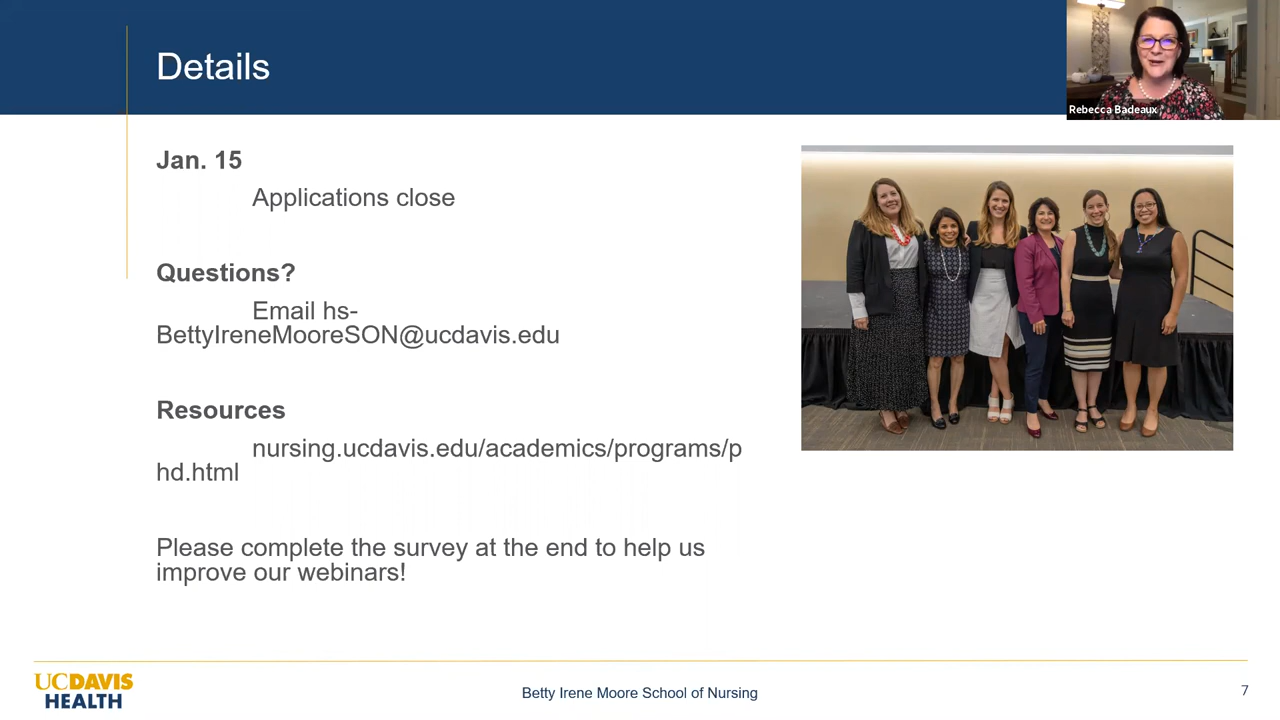 Details
Rebecca Badeaux
Jan. 15
Applications close
Questions?
Email hs-
BettyIreneMooreSON@ucdavis.edu
Resources
nursing.ucdavis.edu/academics/programs/p
hd.html
Please complete the survey at the end to help us
improve our webinars!
UCDAVIS
HEALTH
Betty Irene Moore School of Nursing
7